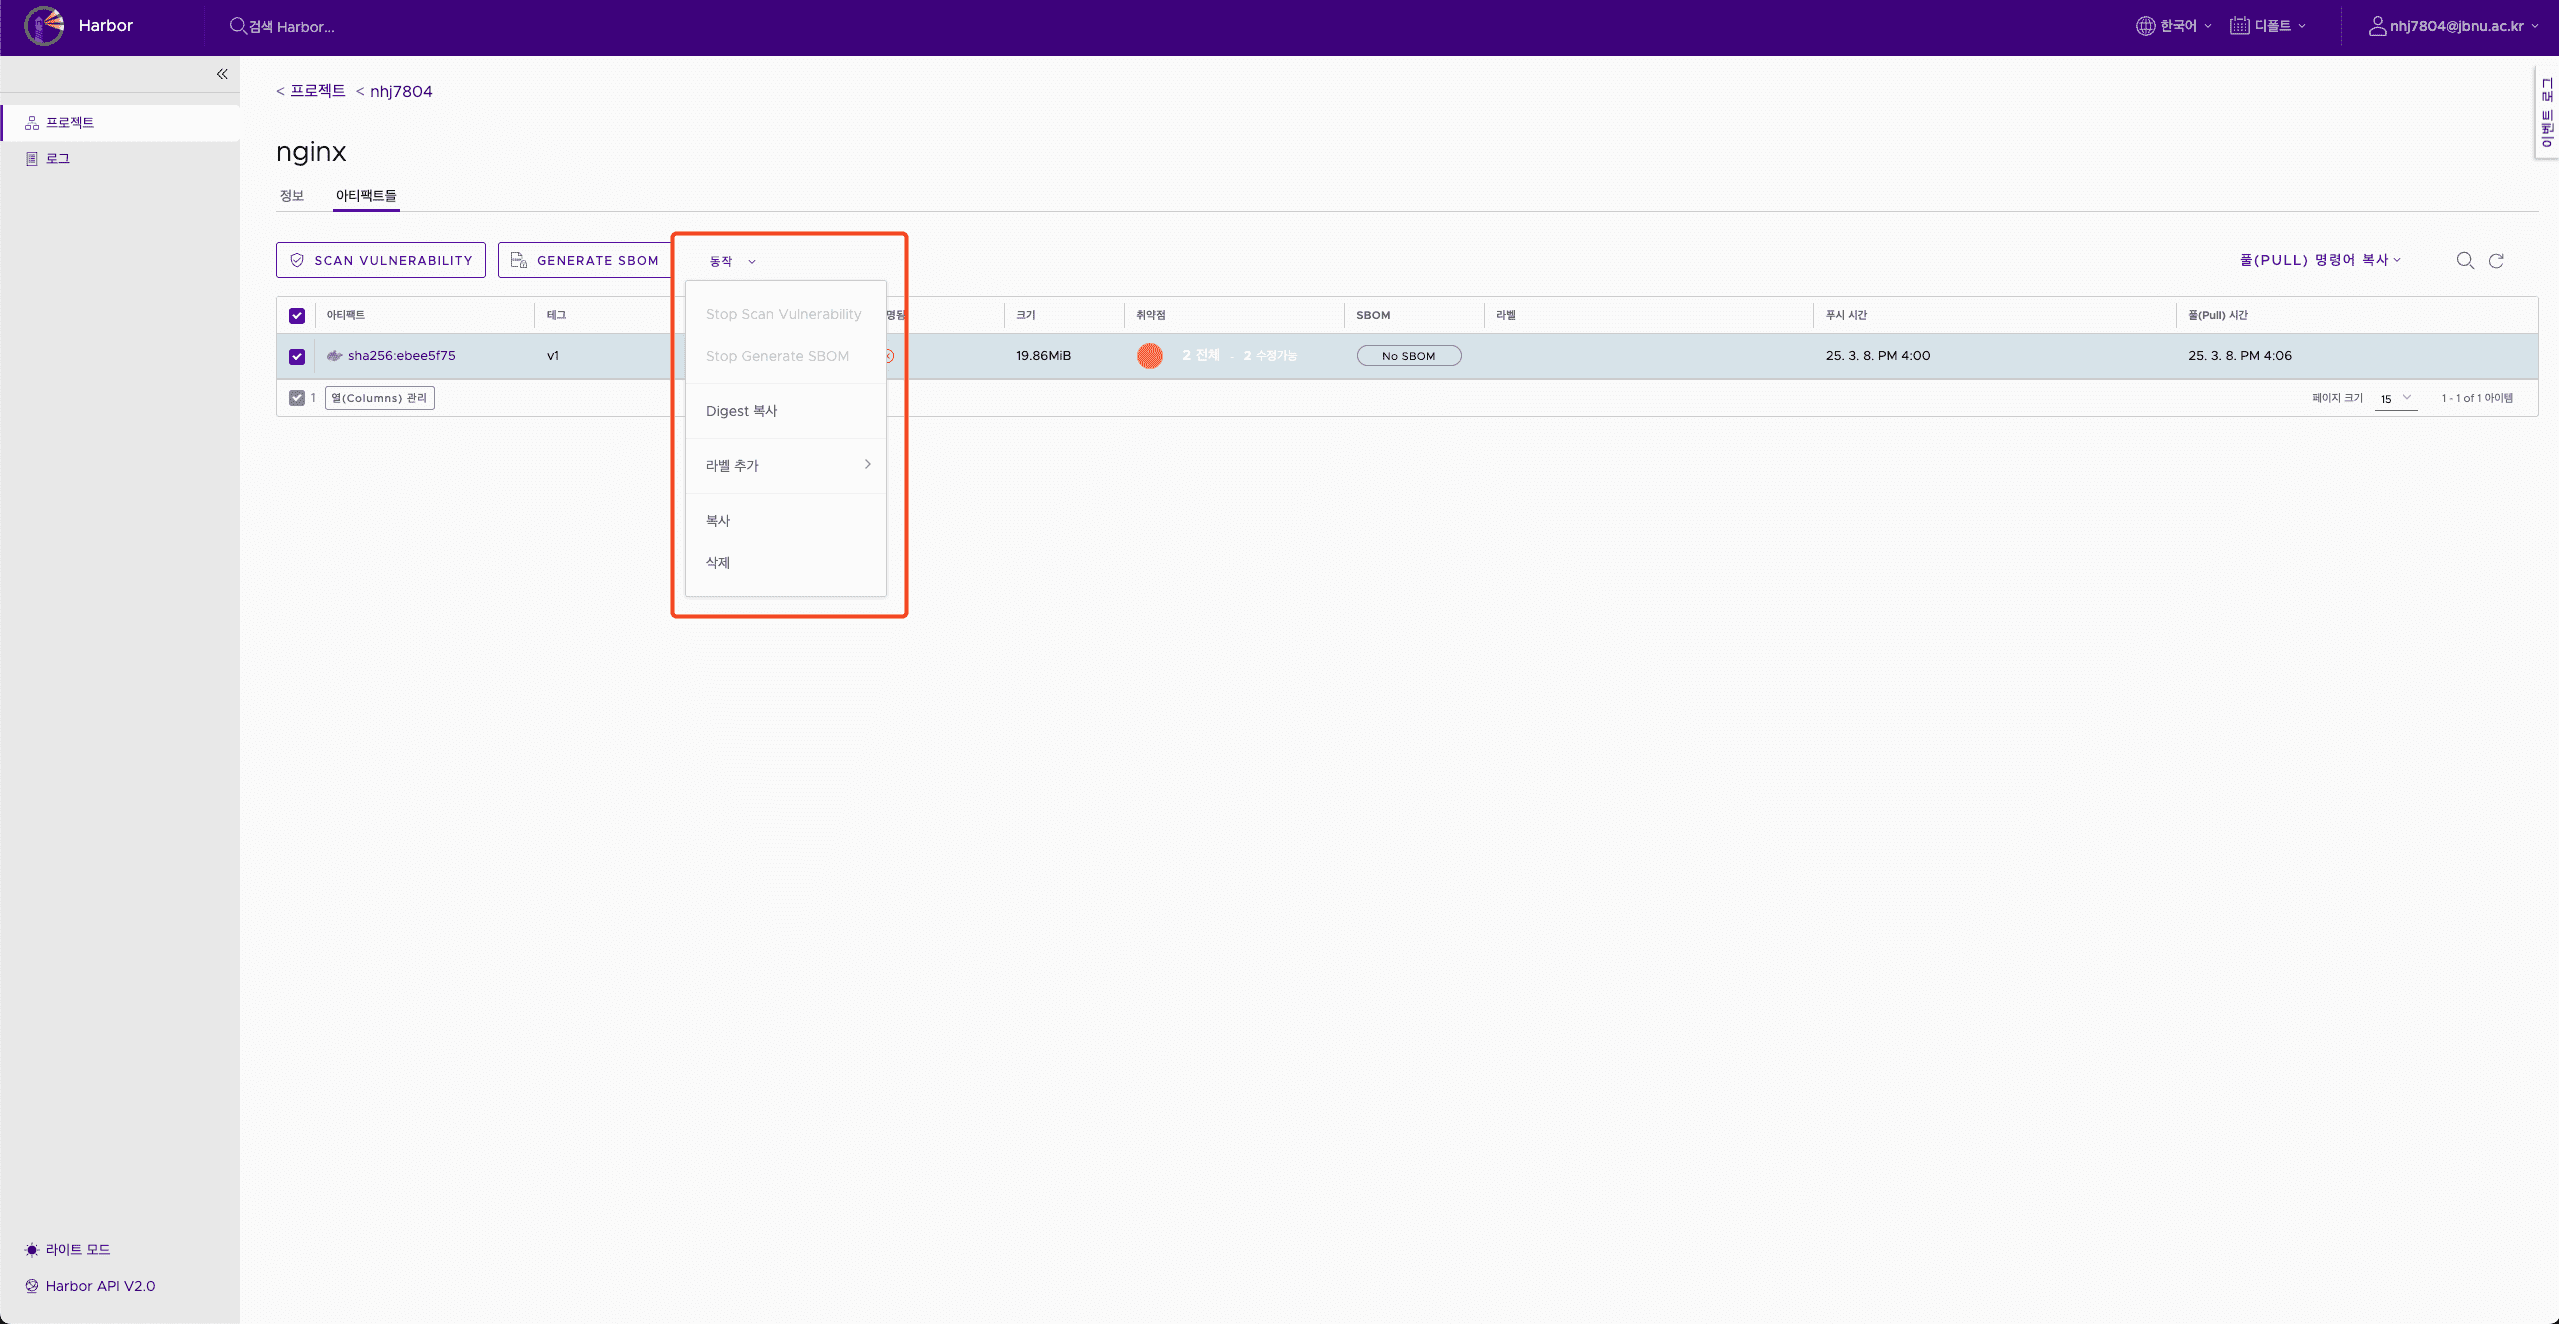 Harbor
검색 Harbor...
한국어
디폴트
nhj7804@jbnu.ac.kr
이벤트 로그
< 프로젝트 < nhj7804
프로젝트
로그
nginx
정보
아티팩트들
SCAN VULNERABILITY
GENERATE SBOM
동작
풀(PULL) 명령어 복사
Stop Scan Vulnerability
Stop Generate SBOM
Digest 복사
라벨 추가
복사
삭제
아티팩트 테그 명됨 크기 취약점 SBOM 라벨 푸시 시간 풀(Pull) 시간
sha256:ebee5f75 v1 19.86MiB 2 전체 - 2 수정가능 No SBOM 25. 3. 8. PM 4:00 25. 3. 8. PM 4:06
1 열(Columns) 관리 페이지 크기 15 1 - 1 of 1 아이템
라이트 모드
Harbor API V2.0